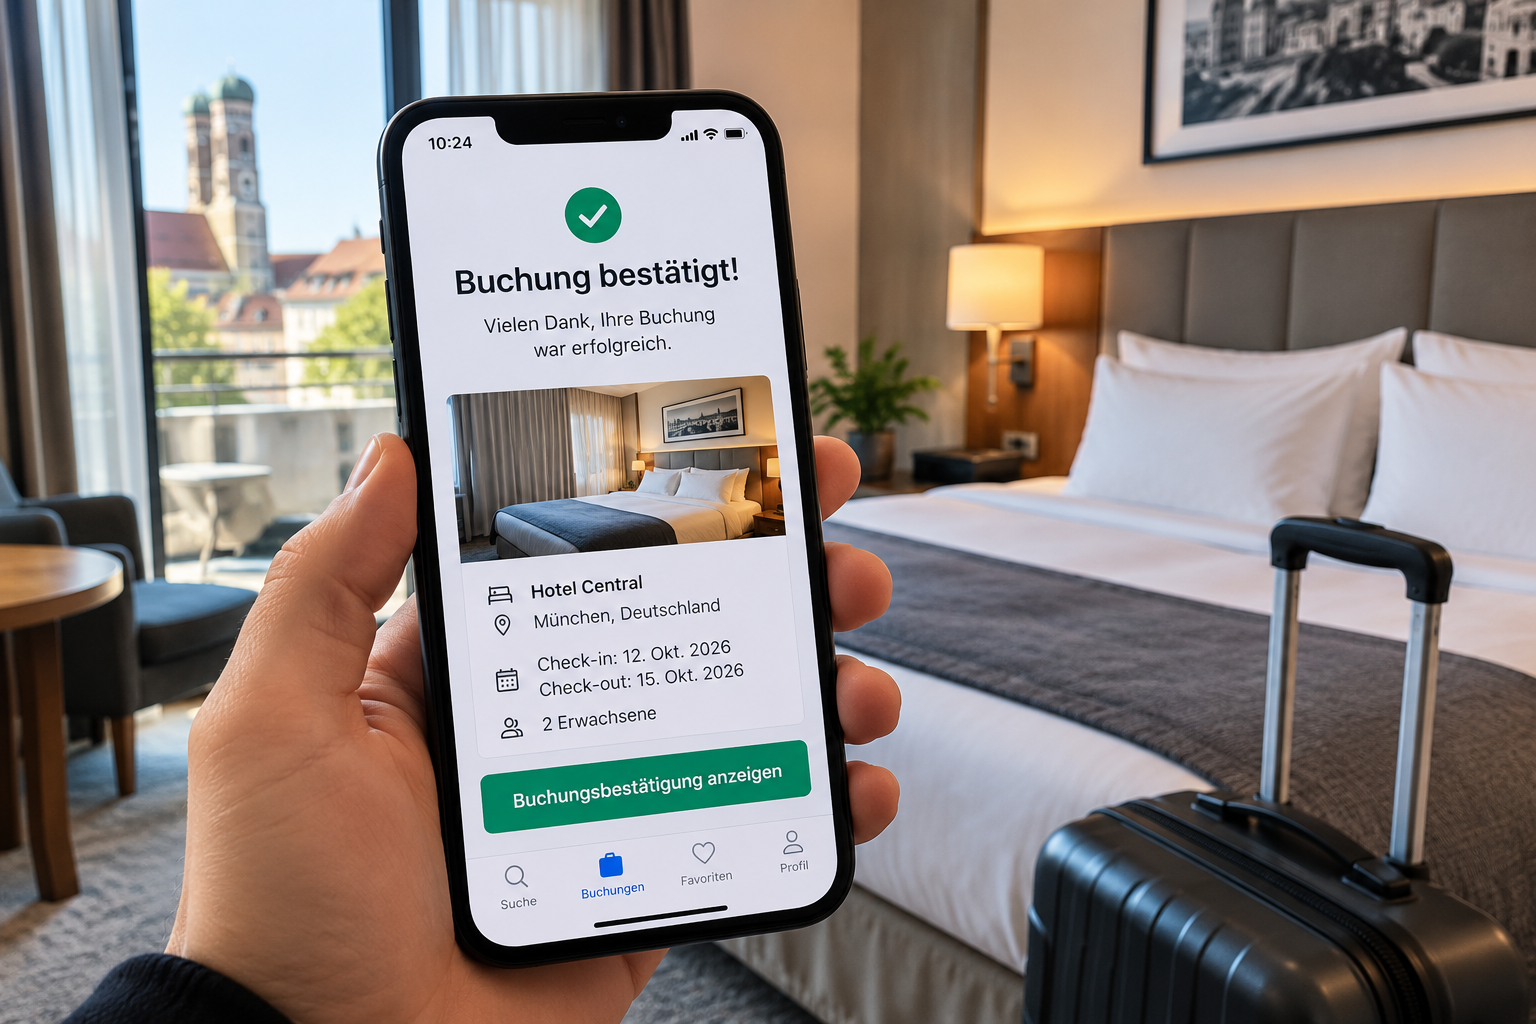 10:24
Buchung bestätigt!
Vielen Dank, Ihre Buchung
war erfolgreich.
Hotel Central
München, Deutschland
Check-in: 12. Okt. 2026
Check-out: 15. Okt. 2026
2 Erwachsene
Buchungsbestätigung anzeigen
Suche
Buchungen
Favoriten
Profil